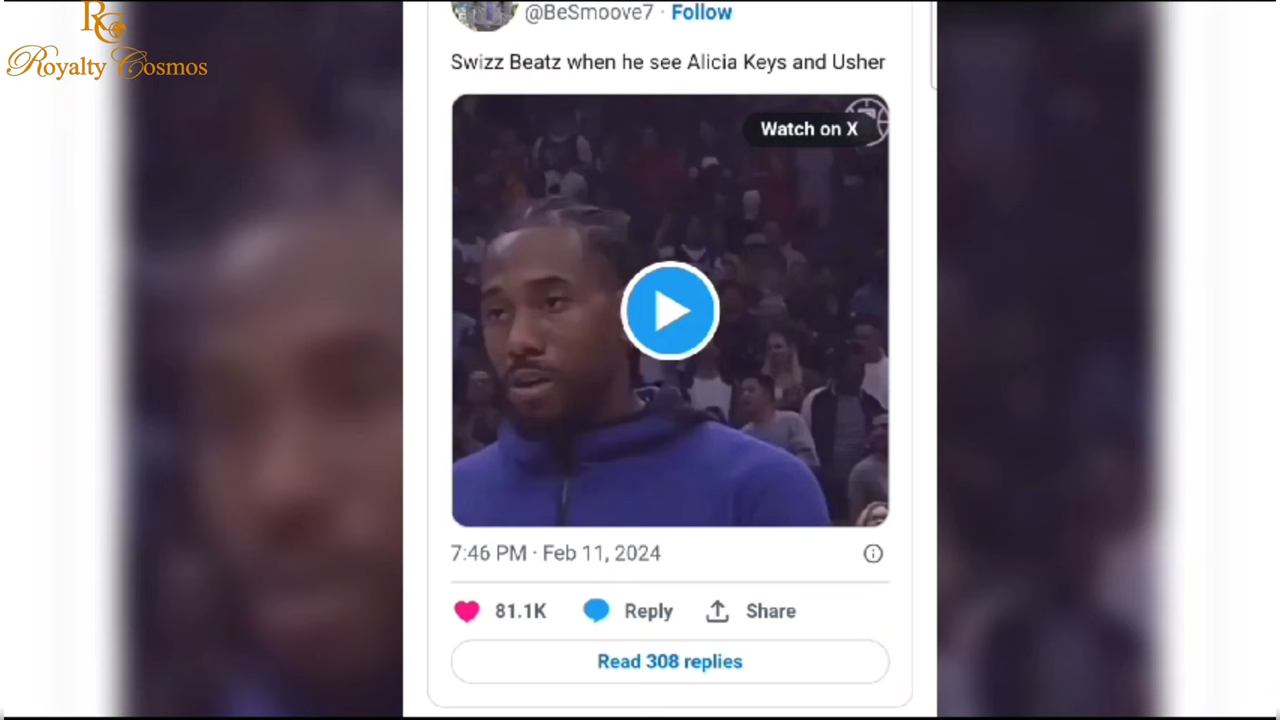 RC
Royalty Cosmos
@BeSmoove7 · Follow
Swizz Beatz when he see Alicia Keys and Usher
Watch on X
7:46 PM · Feb 11, 2024
81.1K
Reply
Share
Read 308 replies